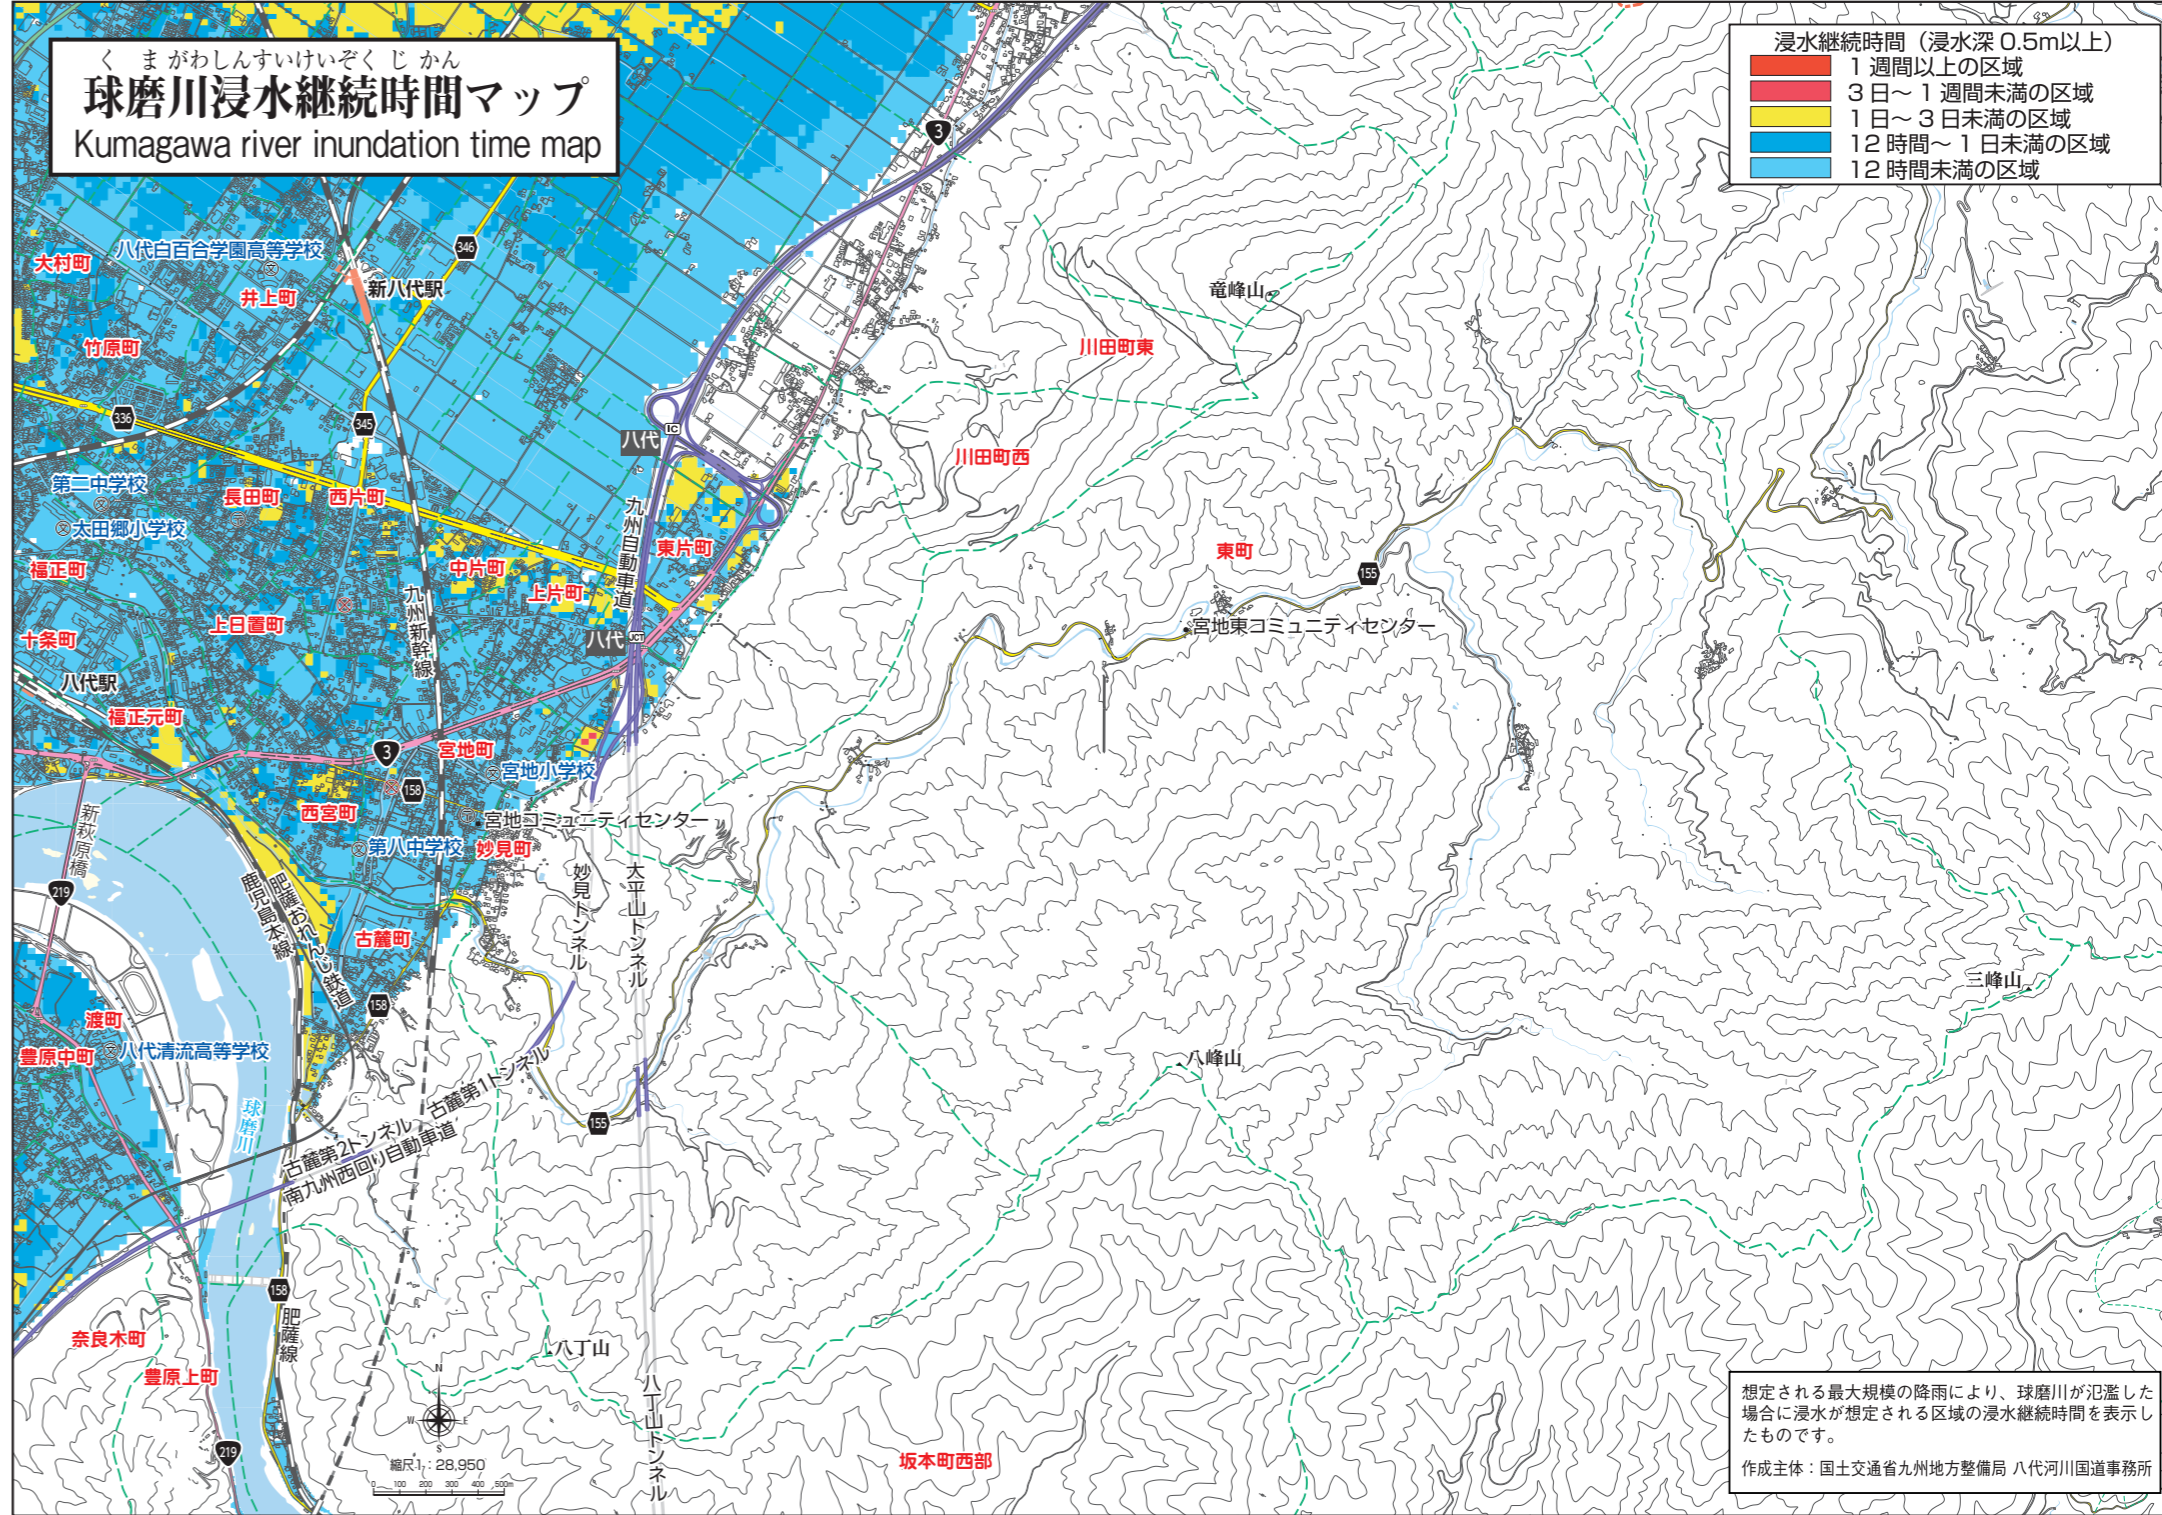 く ま がわしんすいけいぞく じ かん
球磨川浸水継続時間マップ
Kumagawa river inundation time map
浸水継続時間（浸水深 0.5m以上）
1 週間以上の区域
3 日～ 1 週間未満の区域
1 日～ 3 日未満の区域
12 時間～ 1 日未満の区域
12 時間未満の区域
3
346
八代白百合学園高等学校
大村町
井上町
新八代駅
竜峰山
竹原町
川田町東
336
345
八代
IC
川田町西
第二中学校
長田町
西片町
太田郷小学校
九州自動車道
東片町
東町
福正町
中片町
155
上片町
九州新幹線
上日置町
十条町
八代
JCT
宮地東コミュニティセンター
八代駅
福正元町
3
宮地町
宮地小学校
158
西宮町
新萩原橋
宮地コミュニティセンター
第八中学校
妙見町
219
妙見トンネル
大平山トンネル
肥薩おれんじ鉄道
鹿児島本線
古麓町
三峰山
158
渡町
豊原中町
八代清流高等学校
八峰山
球磨川
古麓第1トンネル
155
古麓第2トンネル
南九州西回り自動車道
158
肥薩線
奈良木町
八丁山
豊原上町
八丁山トンネル
N
W
E
S
219
坂本町西部
縮尺1：28,950
0 100 200 300 400 500m
想定される最大規模の降雨により、球磨川が氾濫した
場合に浸水が想定される区域の浸水継続時間を表示し
たものです。
作成主体：国土交通省九州地方整備局 八代河川国道事務所